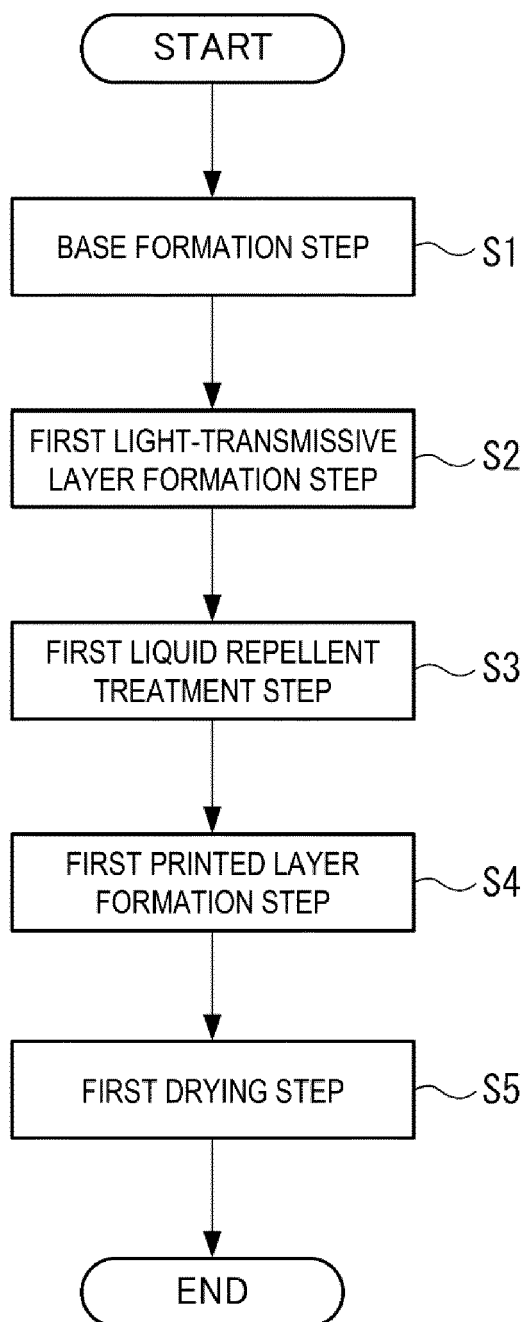 START
BASE FORMATION STEP
S1
FIRST LIGHT-TRANSMISSIVE
LAYER FORMATION STEP
S2
FIRST LIQUID REPELLENT
TREATMENT STEP
S3
FIRST PRINTED LAYER
FORMATION STEP
S4
FIRST DRYING STEP
S5
END